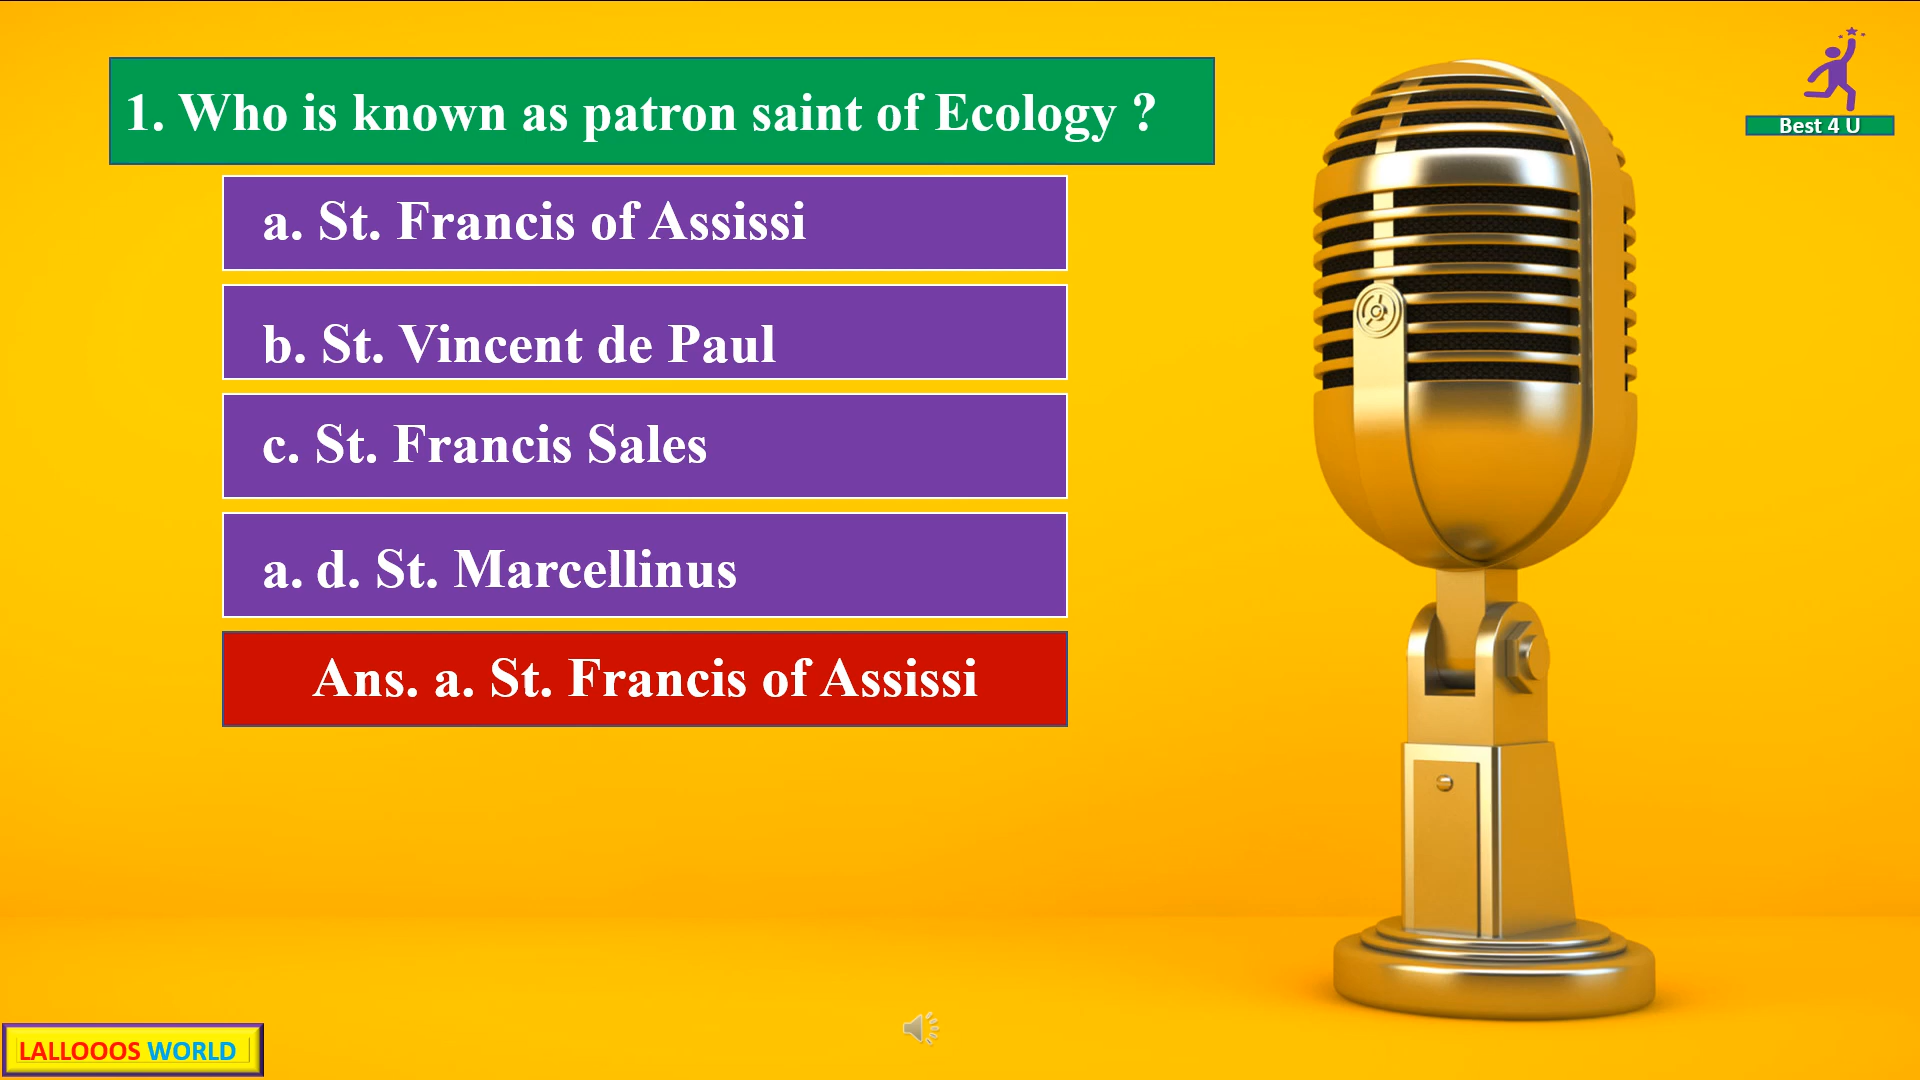 1. Who is known as patron saint of Ecology ?
Best 4 U
a. St. Francis of Assissi
b. St. Vincent de Paul
c. St. Francis Sales
a. d. St. Marcellinus
Ans. a. St. Francis of Assissi
LALLOOOS WORLD